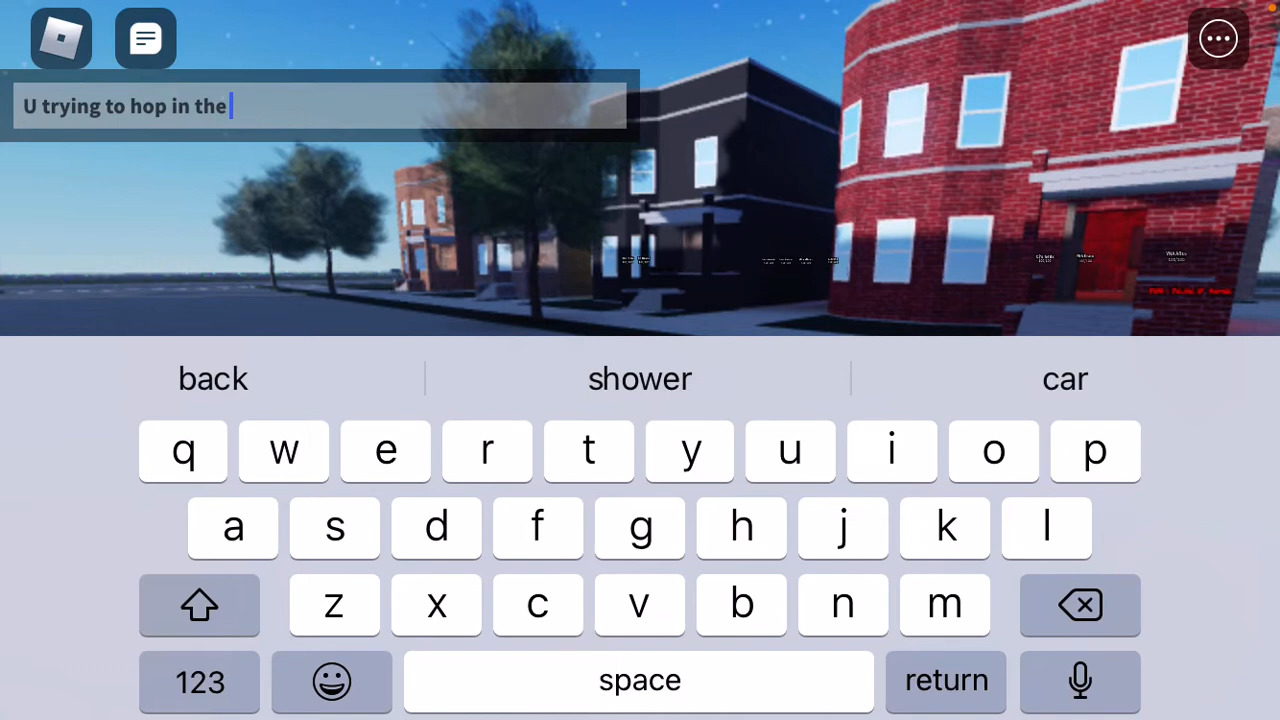 U trying to hop in the
back
shower
car
q w e r t y u i o p
a s d f g h j k l
z x c v b n m
123
space
return